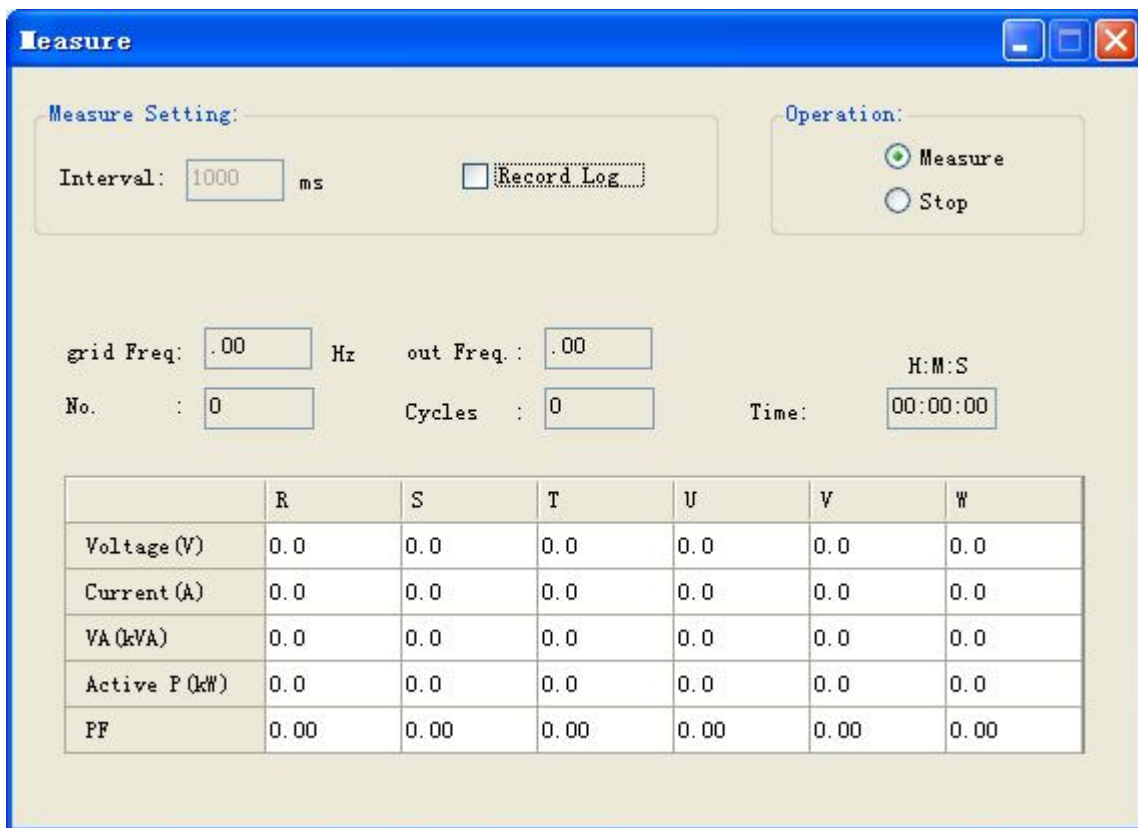 Measure
Measure Setting:
Operation:
Interval: 1000 ms
Record Log
Measure
Stop
grid Freq: .00 Hz
out Freq.: .00
H:M:S
No. : 0
Cycles : 0
Time: 00:00:00
R S T U V W
Voltage(V) 0.0 0.0 0.0 0.0 0.0 0.0
Current(A) 0.0 0.0 0.0 0.0 0.0 0.0
VA(kVA) 0.0 0.0 0.0 0.0 0.0 0.0
Active P(kW) 0.0 0.0 0.0 0.0 0.0 0.0
PF 0.00 0.00 0.00 0.00 0.00 0.00